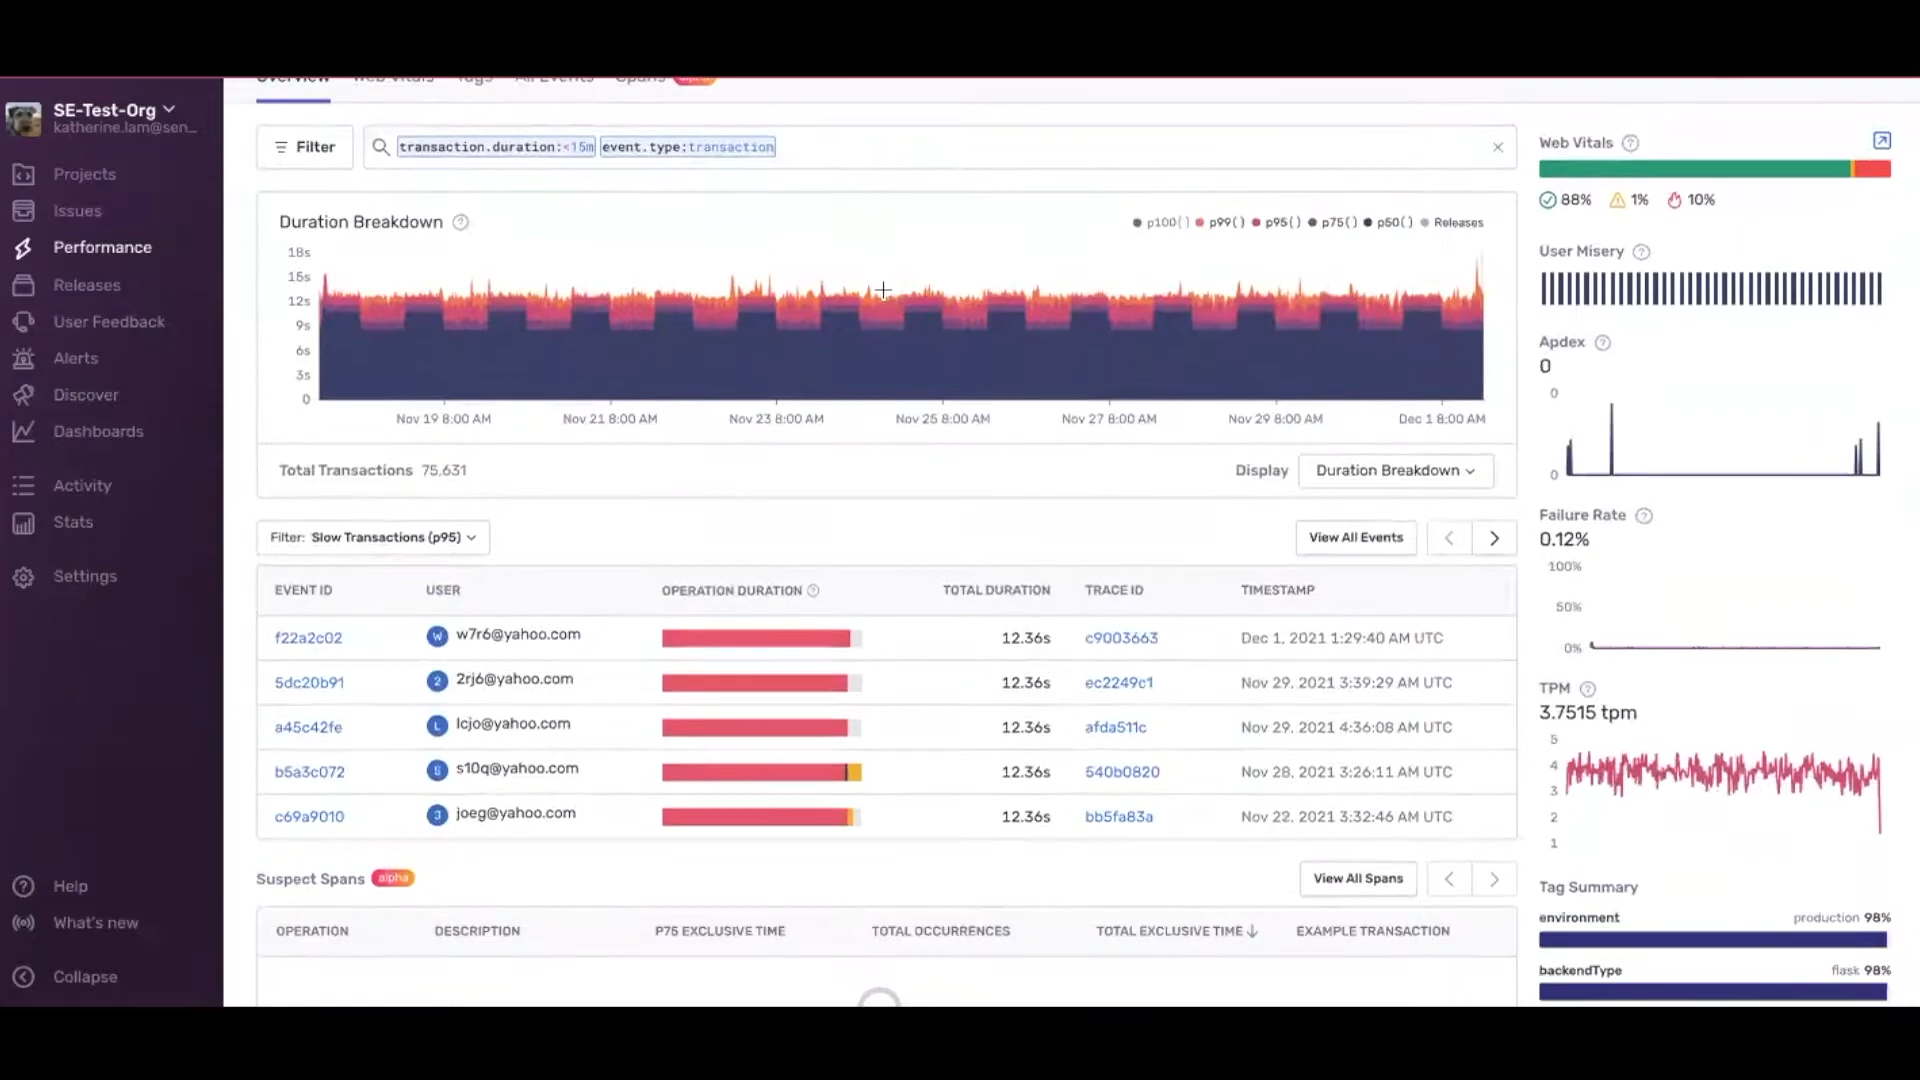 Overview Web Vitals Tags All Events Spans alpha
SE-Test-Org
katherine.lam@sen...
Projects
Issues
Performance
Releases
User Feedback
Alerts
Discover
Dashboards
Activity
Stats
Settings
Help
What's new
Collapse
Filter
transaction.duration:<15m event.type:transaction
Duration Breakdown
p100() p99() p95() p75() p50() Releases
18s
15s
12s
9s
6s
3s
0
Nov 19 8:00 AM Nov 21 8:00 AM Nov 23 8:00 AM Nov 25 8:00 AM Nov 27 8:00 AM Nov 29 8:00 AM Dec 1 8:00 AM
Total Transactions 75,631
Display Duration Breakdown
Filter: Slow Transactions (p95)
View All Events
EVENT ID USER OPERATION DURATION TOTAL DURATION TRACE ID TIMESTAMP
f22a2c02 W w7r6@yahoo.com 12.36s c9003663 Dec 1, 2021 1:29:40 AM UTC
5dc20b91 2 2rj6@yahoo.com 12.36s ec2249c1 Nov 29, 2021 3:39:29 AM UTC
a45c42fe L lcjo@yahoo.com 12.36s afda511c Nov 29, 2021 4:36:08 AM UTC
b5a3c072 s10q@yahoo.com 12.36s 540b0820 Nov 28, 2021 3:26:11 AM UTC
c69a9010 joeg@yahoo.com 12.36s bb5fa83a Nov 22, 2021 3:32:46 AM UTC
Suspect Spans alpha
View All Spans
OPERATION DESCRIPTION P75 EXCLUSIVE TIME TOTAL OCCURRENCES TOTAL EXCLUSIVE TIME EXAMPLE TRANSACTION
Web Vitals
88% 1% 10%
User Misery
Apdex
0
0
0
Failure Rate
0.12%
100%
50%
0%
TPM
3.7515 tpm
5
4
3
2
1
Tag Summary
environment production 98%
backendType flask 98%